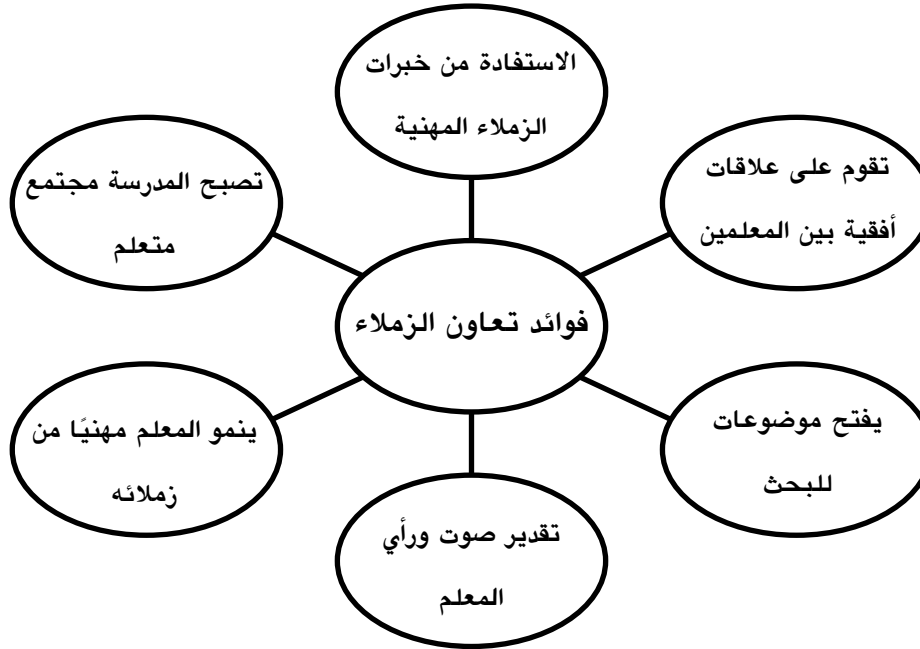 الاستفادة من خبرات
الزملاء المهنية
تقوم على علاقات
أفقية بين المعلمين
تصبح المدرسة مجتمع
متعلم
فوائد تعاون الزملاء
يفتح موضوعات
للبحث
ينمو المعلم مهنيًا من
زملائه
تقدير صوت ورأي
المعلم